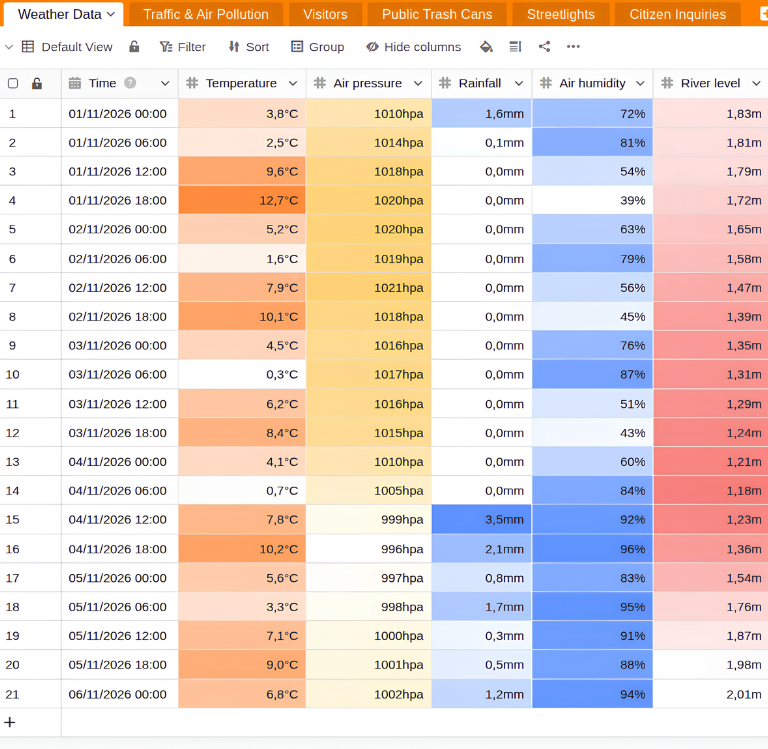 Weather Data Traffic & Air Pollution Visitors Public Trash Cans Streetlights Citizen Inquiries
Default View Filter Sort Group Hide columns
Time ? Temperature Air pressure Rainfall Air humidity River level
1 01/11/2026 00:00 3,8°C 1010hpa 1,6mm 72% 1,83m
2 01/11/2026 06:00 2,5°C 1014hpa 0,1mm 81% 1,81m
3 01/11/2026 12:00 9,6°C 1018hpa 0,0mm 54% 1,79m
4 01/11/2026 18:00 12,7°C 1020hpa 0,0mm 39% 1,72m
5 02/11/2026 00:00 5,2°C 1020hpa 0,0mm 63% 1,65m
6 02/11/2026 06:00 1,6°C 1019hpa 0,0mm 79% 1,58m
7 02/11/2026 12:00 7,9°C 1021hpa 0,0mm 56% 1,47m
8 02/11/2026 18:00 10,1°C 1018hpa 0,0mm 45% 1,39m
9 03/11/2026 00:00 4,5°C 1016hpa 0,0mm 76% 1,35m
10 03/11/2026 06:00 0,3°C 1017hpa 0,0mm 87% 1,31m
11 03/11/2026 12:00 6,2°C 1016hpa 0,0mm 51% 1,29m
12 03/11/2026 18:00 8,4°C 1015hpa 0,0mm 43% 1,24m
13 04/11/2026 00:00 4,1°C 1010hpa 0,0mm 60% 1,21m
14 04/11/2026 06:00 0,7°C 1005hpa 0,0mm 84% 1,18m
15 04/11/2026 12:00 7,8°C 999hpa 3,5mm 92% 1,23m
16 04/11/2026 18:00 10,2°C 996hpa 2,1mm 96% 1,36m
17 05/11/2026 00:00 5,6°C 997hpa 0,8mm 83% 1,54m
18 05/11/2026 06:00 3,3°C 998hpa 1,7mm 95% 1,76m
19 05/11/2026 12:00 7,1°C 1000hpa 0,3mm 91% 1,87m
20 05/11/2026 18:00 9,0°C 1001hpa 0,5mm 88% 1,98m
21 06/11/2026 00:00 6,8°C 1002hpa 1,2mm 94% 2,01m